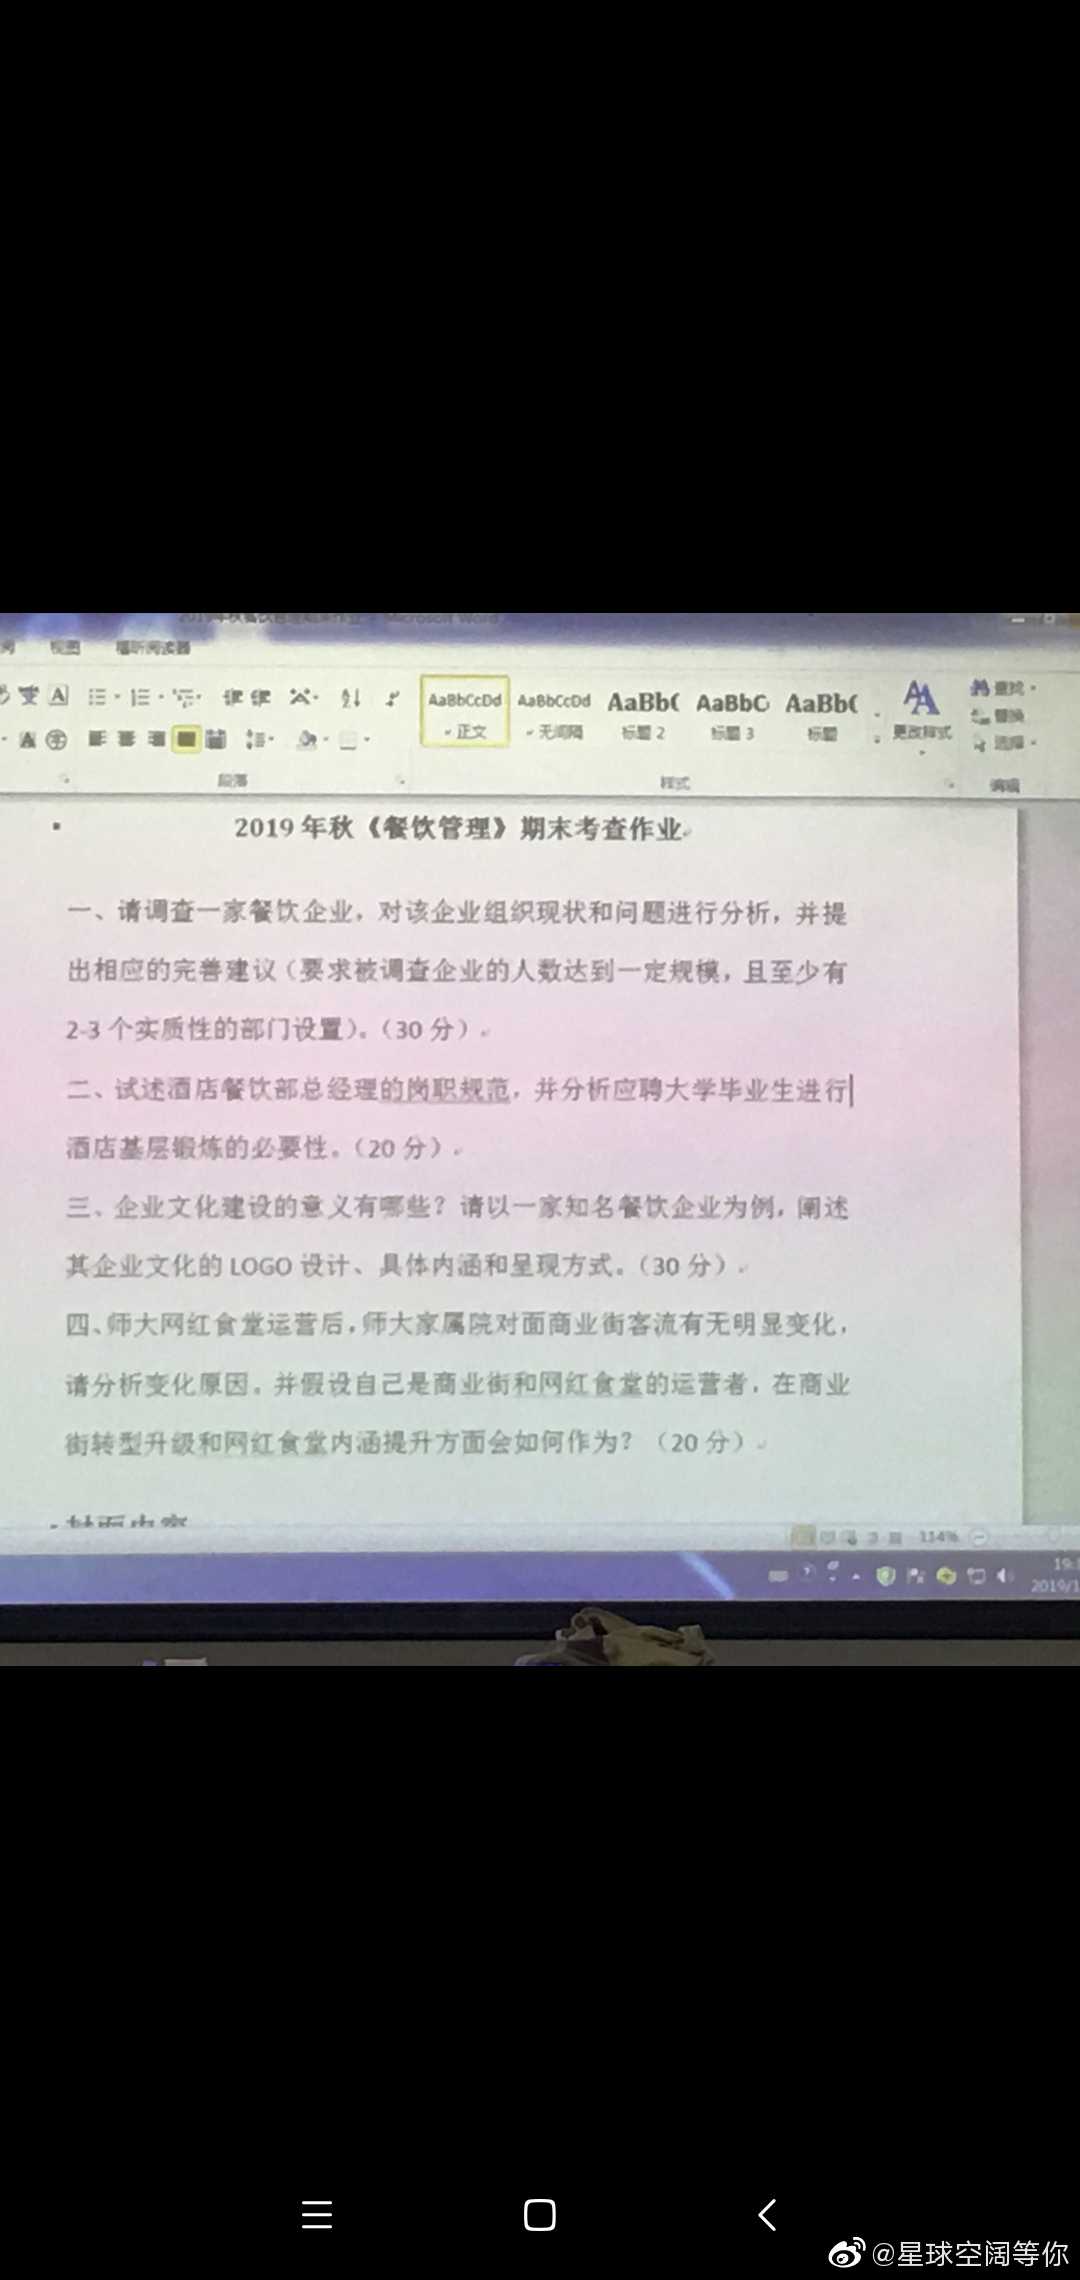 Microsoft Word
视图
福昕阅读器
AaBbCcDd AaBbCcDd AaBb( AaBbC AaBb(
正文 无间隔 标题 2 标题 3 标题
更改样式
查找
替换
选择
段落 样式 编辑
2019 年秋《餐饮管理》期末考查作业
一、请调查一家餐饮企业，对该企业组织现状和问题进行分析，并提
出相应的完善建议（要求被调查企业的人数达到一定规模，且至少有
2-3 个实质性的部门设置）。（30 分）
二、试述酒店餐饮部总经理的岗职规范，并分析应聘大学毕业生进行
酒店基层锻炼的必要性。（20 分）
三、企业文化建设的意义有哪些？请以一家知名餐饮企业为例，阐述
其企业文化的 LOGO 设计、具体内涵和呈现方式。（30 分）
四、师大网红食堂运营后，师大家属院对面商业街客流有无明显变化，
请分析变化原因。并假设自己是商业街和网红食堂的运营者，在商业
街转型升级和网红食堂内涵提升方面会如何作为？（20 分）
114%
19:
2019/1
@星球空阔等你